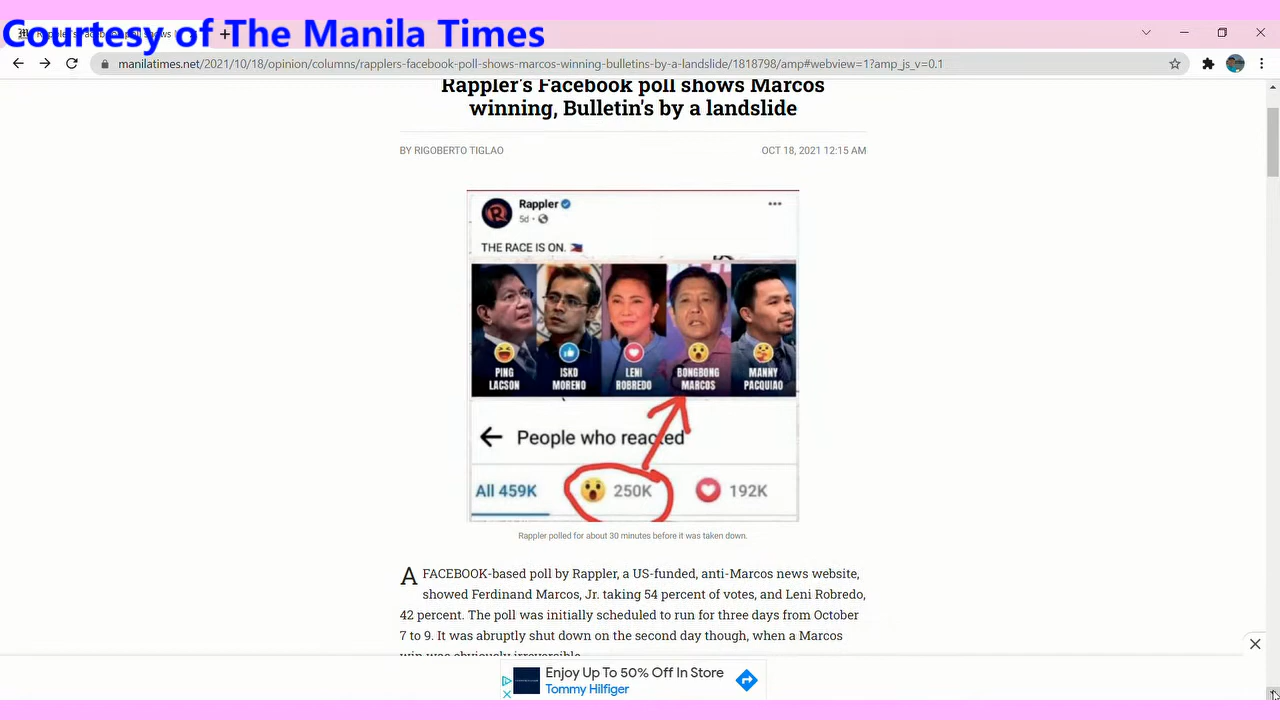 Courtesy of The Manila Times
manilatimes.net/2021/10/18/opinion/columns/rapplers-facebook-poll-shows-marcos-winning-bulletins-by-a-landslide/1818798/amp#webview=1?amp_js_v=0.1
Rappler's Facebook poll shows Marcos
winning, Bulletin's by a landslide
BY RIGOBERTO TIGLAO OCT 18, 2021 12:15 AM
Rappler
5d
THE RACE IS ON.
PING LACSON
ISKO MORENO
LENI ROBREDO
BONGBONG MARCOS
MANNY PACQUIAO
People who reacted
All 459K 250K 192K
Rappler polled for about 30 minutes before it was taken down.
A FACEBOOK-based poll by Rappler, a US-funded, anti-Marcos news website,
showed Ferdinand Marcos, Jr. taking 54 percent of votes, and Leni Robredo,
42 percent. The poll was initially scheduled to run for three days from October
7 to 9. It was abruptly shut down on the second day though, when a Marcos
win was obviously irreversible.
Enjoy Up To 50% Off In Store
Tommy Hilfiger